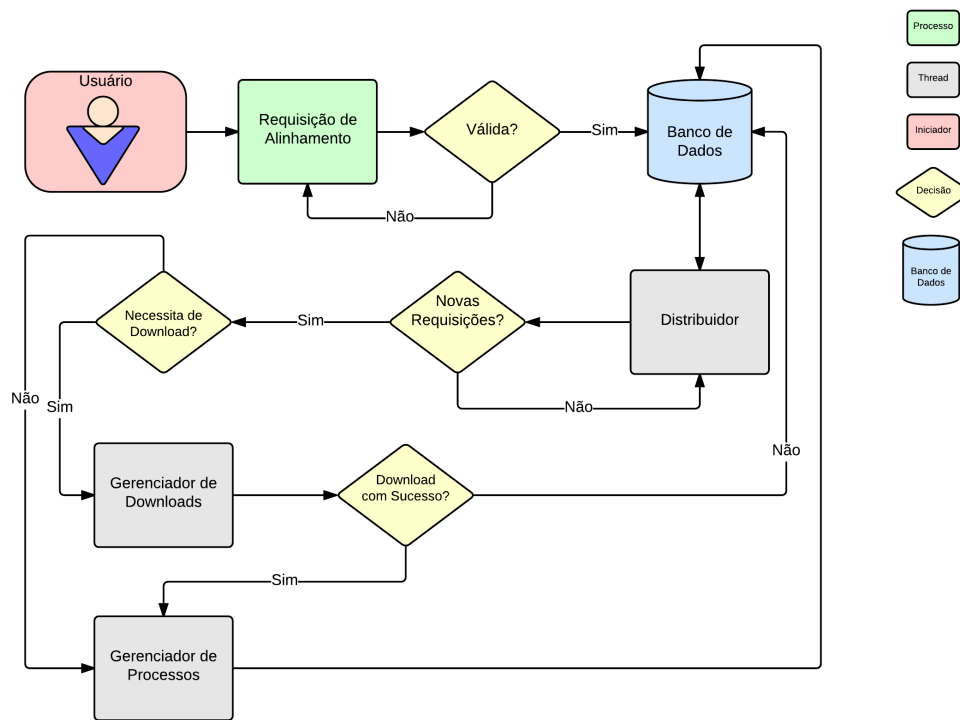 Usuário
Requisição de
Alinhamento
Válida?
Sim
Banco de
Dados
Não
Necessita de
Download?
Sim
Novas
Requisições?
Distribuidor
Não
Sim
Não
Não
Gerenciador de
Downloads
Download
com Sucesso?
Sim
Gerenciador de
Processos
Processo
Thread
Iniciador
Decisão
Banco de
Dados